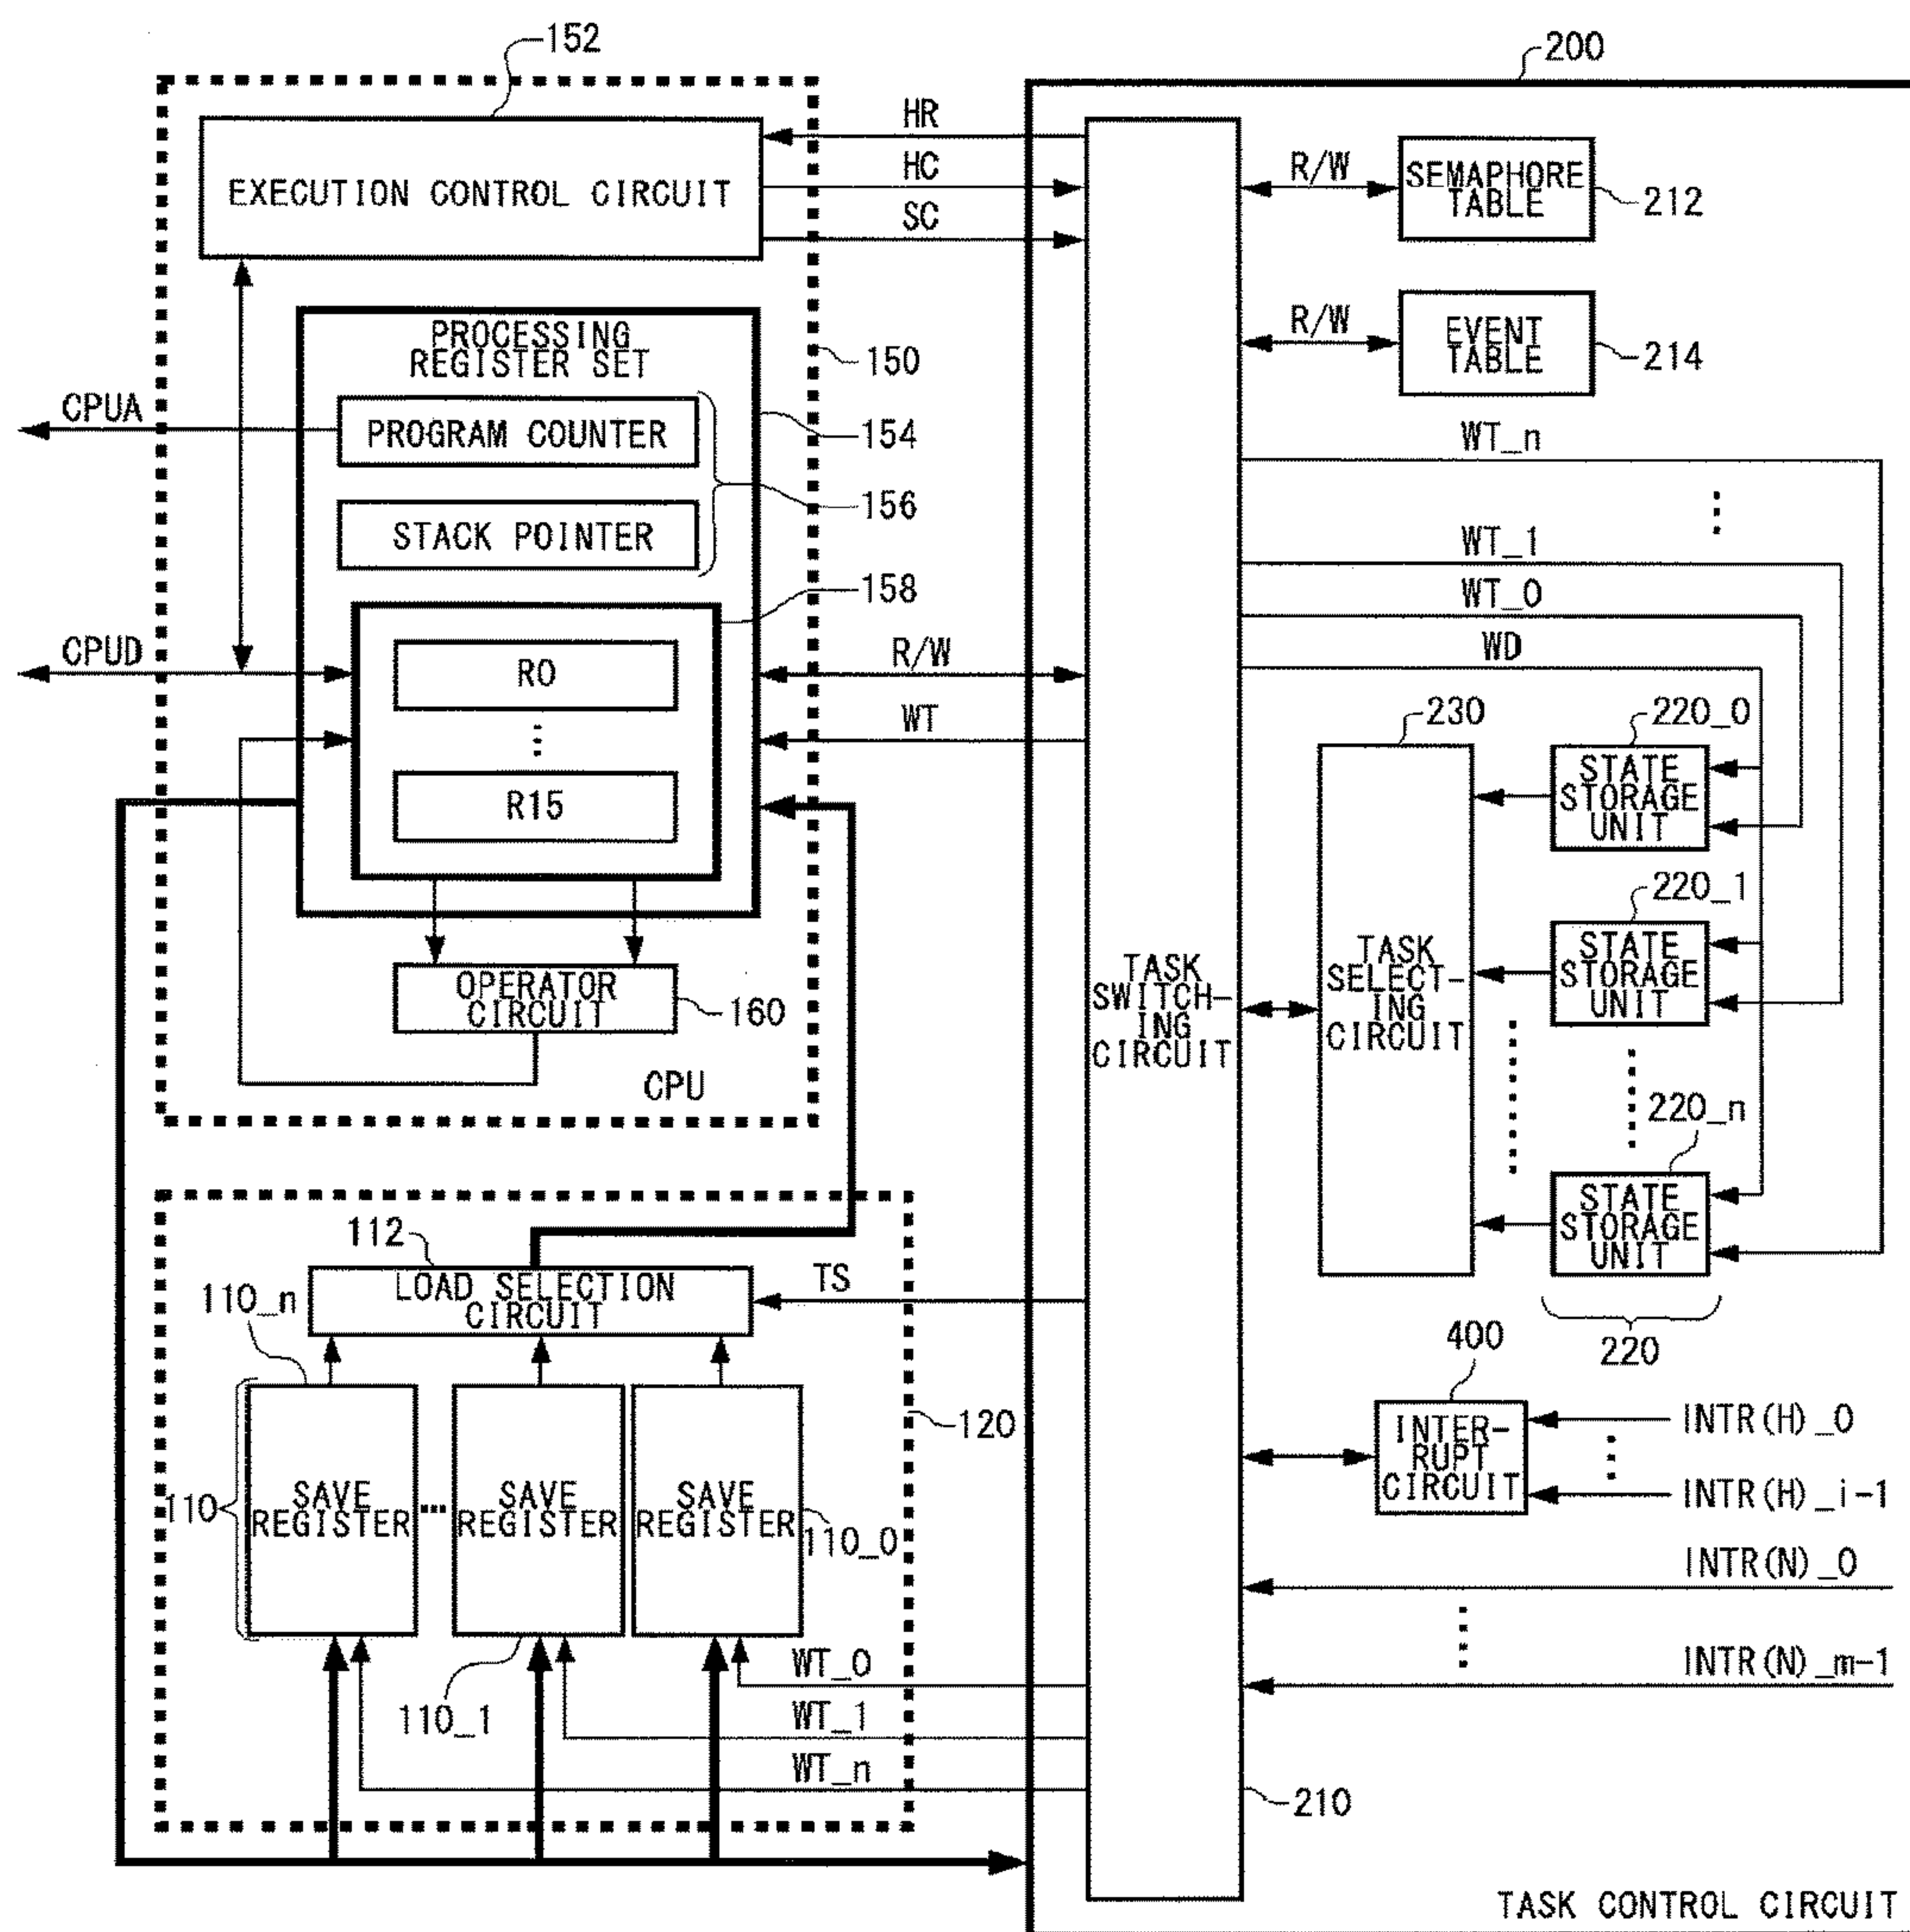 152
200
EXECUTION CONTROL CIRCUIT
HR
HC
SC
R/W
SEMAPHORE
TABLE
212
PROCESSING
REGISTER SET
150
R/W
EVENT
TABLE
214
CPUA
PROGRAM COUNTER
154
156
STACK POINTER
WT_n
WT_1
158
WT_0
CPUD
R0
R/W
WD
WT
R15
230
220_0
STATE
STORAGE
UNIT
220_1
STATE
STORAGE
UNIT
OPERATOR
CIRCUIT
160
CPU
TASK
SWITCH-
ING
CIRCUIT
TASK
SELECT-
ING
CIRCUIT
220_n
STATE
STORAGE
UNIT
220
112
LOAD SELECTION
CIRCUIT
TS
110_n
110
SAVE
REGISTER
SAVE
REGISTER
SAVE
REGISTER
110_0
120
400
INTER-
RUPT
CIRCUIT
INTR(H)_0
INTR(H)_i-1
INTR(N)_0
INTR(N)_m-1
110_1
WT_0
WT_1
WT_n
210
TASK CONTROL CIRCUIT